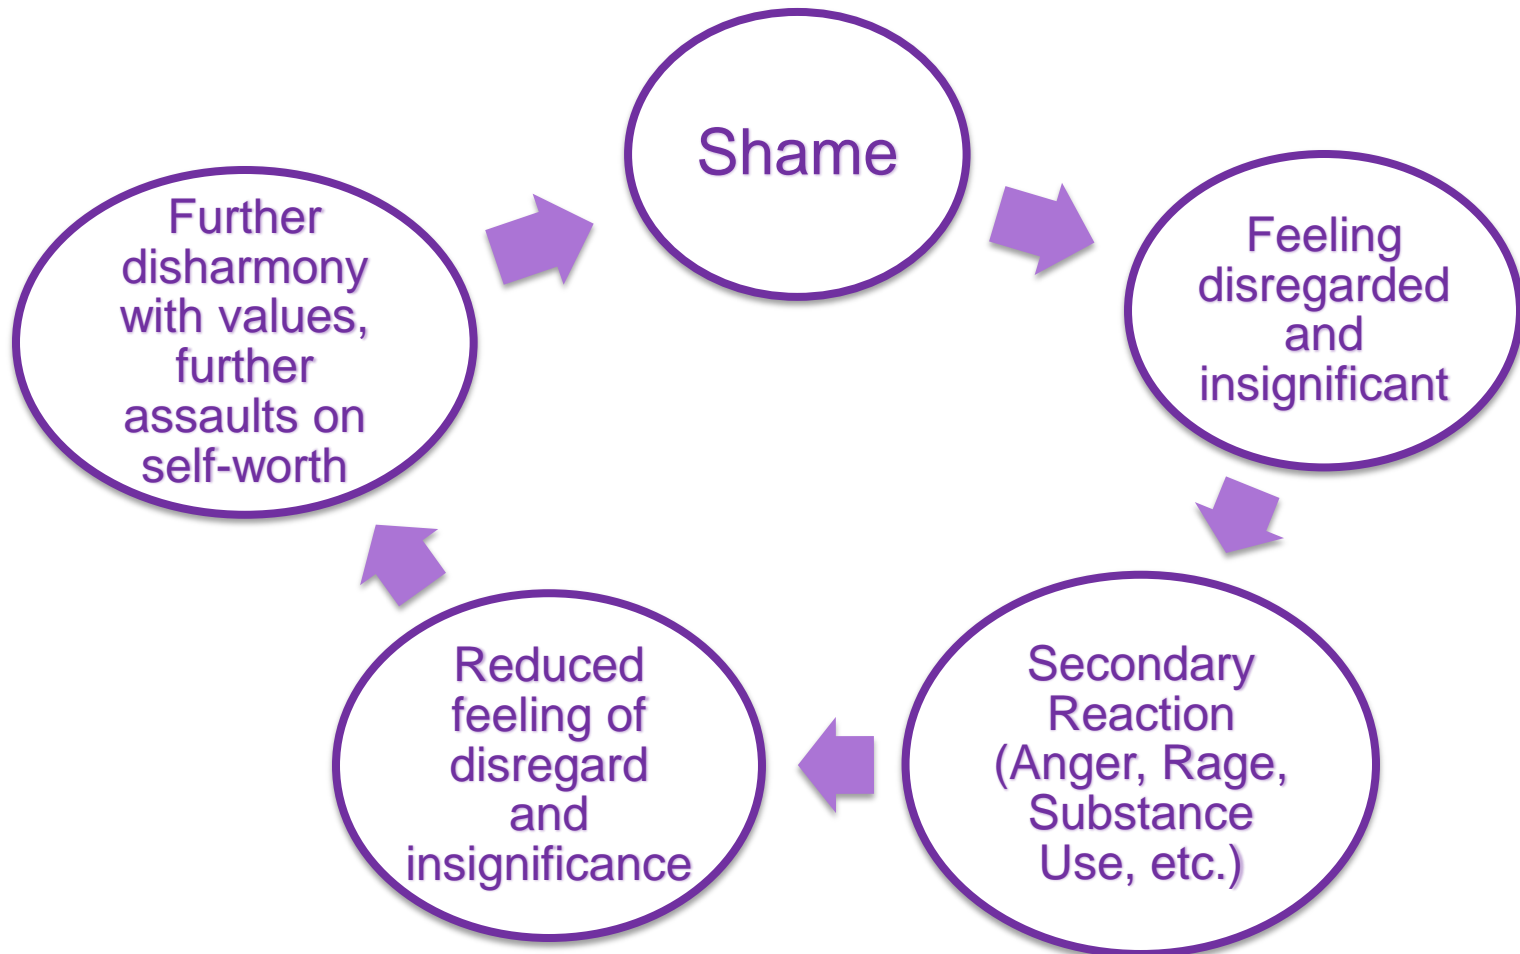 Shame
Feeling
disregarded
and
insignificant
Secondary
Reaction
(Anger, Rage,
Substance
Use, etc.)
Reduced
feeling of
disregard
and
insignificance
Further
disharmony
with values,
further
assaults on
self-worth